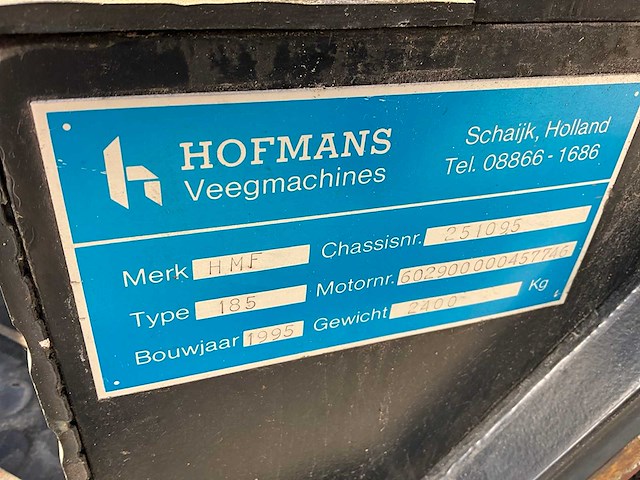 HOFMANS
Veegmachines
Schaijk, Holland
Tel. 08866-1686
Merk HMF Chassisnr. 251095
Type 185 Motornr. 602900000457746
Bouwjaar 1995 Gewicht 2400 Kg